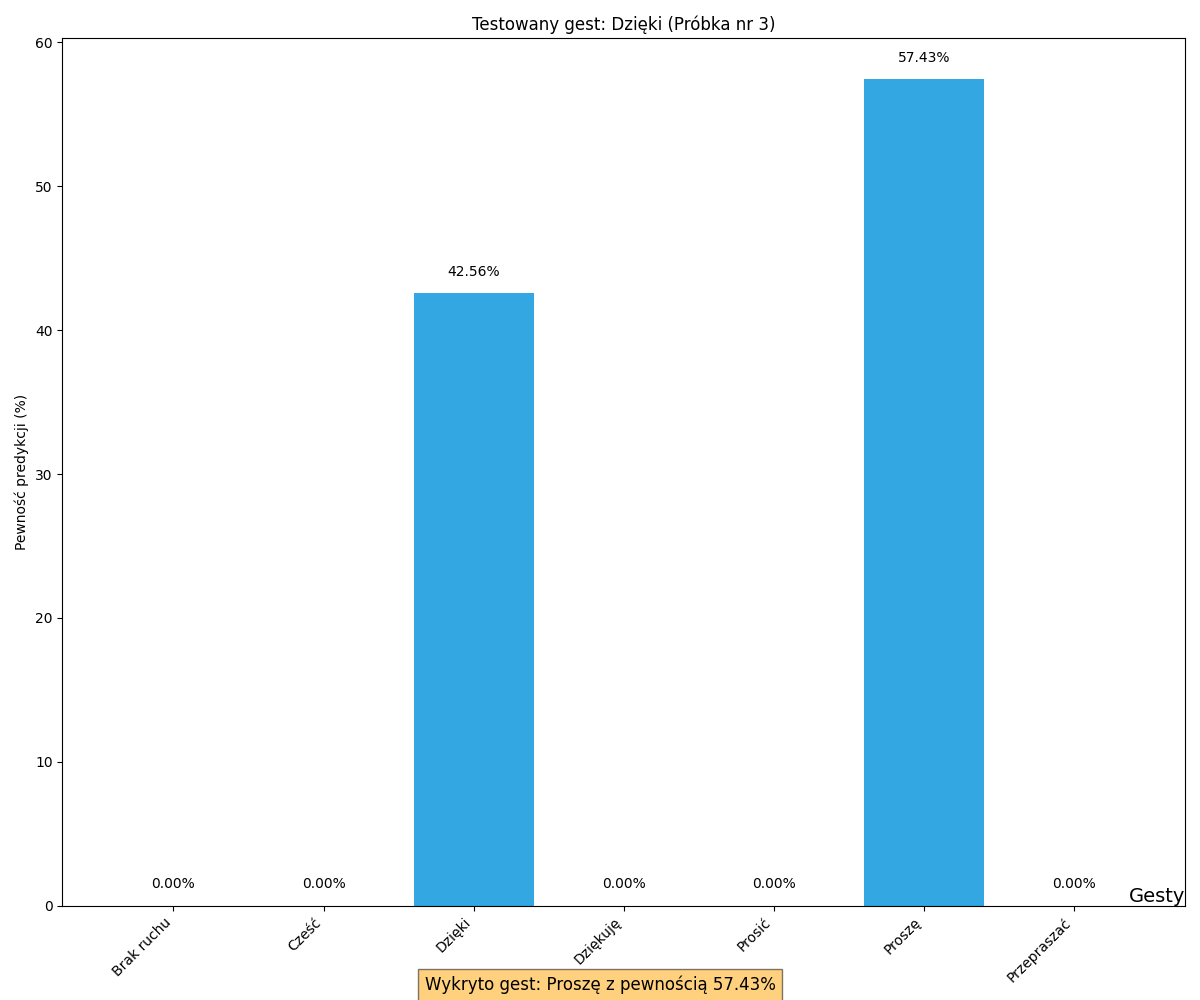 Testowany gest: Dzięki (Próbka nr 3)
Pewność predykcji (%)
60
50
40
30
20
10
0
0.00%
0.00%
42.56%
0.00%
0.00%
57.43%
0.00%
Gesty
Brak ruchu
Cześć
Dzięki
Dziękuję
Prosić
Proszę
Przepraszać
Wykryto gest: Proszę z pewnością 57.43%